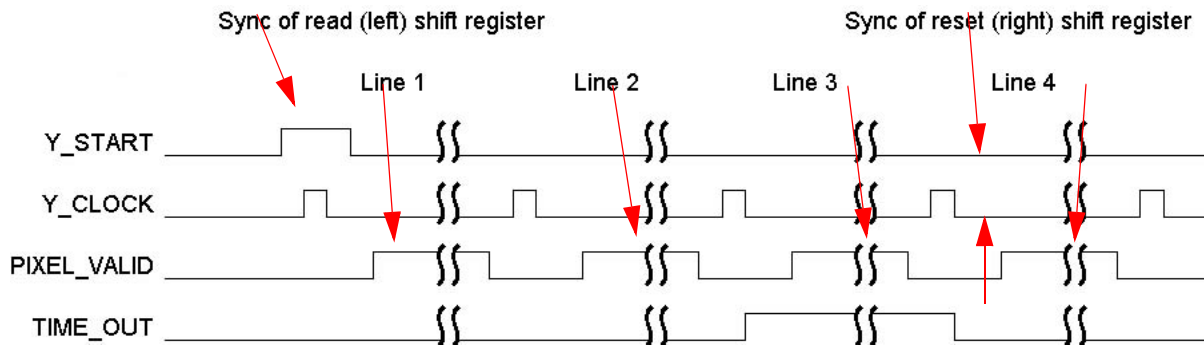 Sync of read (left) shift register
Sync of reset (right) shift register
Line 1
Line 2
Line 3
Line 4
Y_START
Y_CLOCK
PIXEL_VALID
TIME_OUT